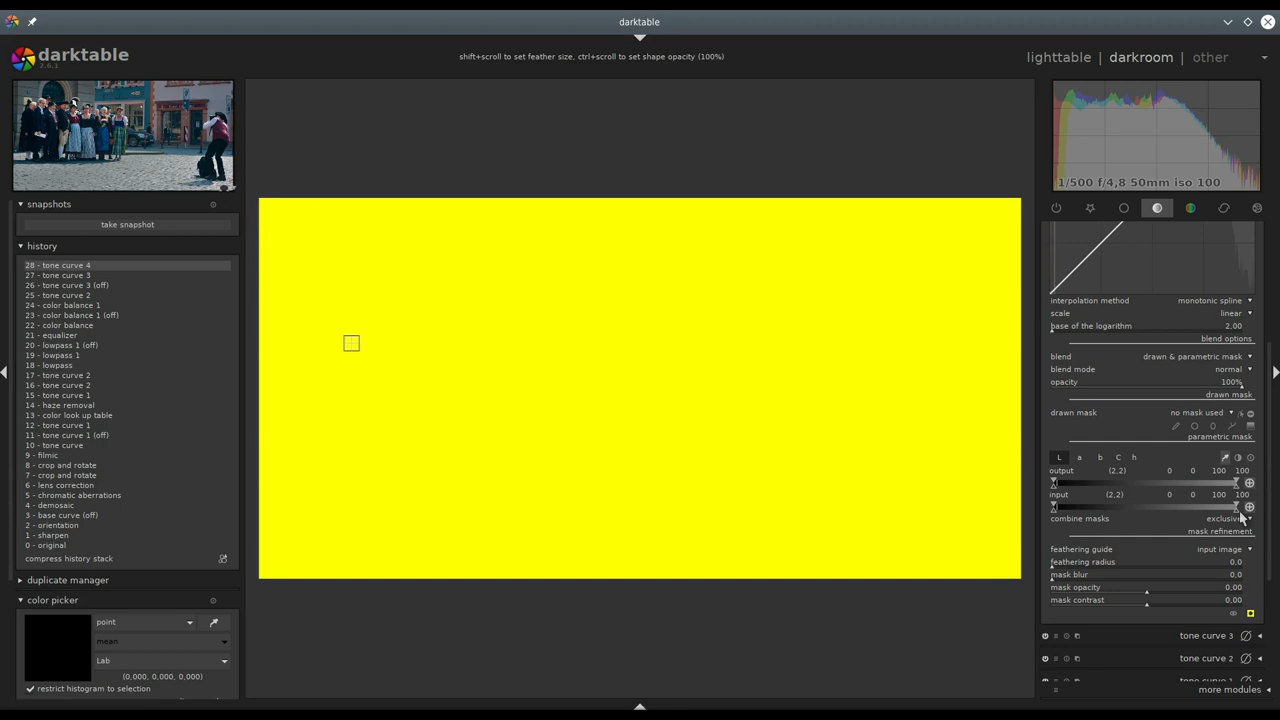 darktable
darktable
2.6.1
shift+scroll to set feather size, ctrl+scroll to set shape opacity (100%)
lighttable | darkroom | other
1/500 f/4,8 50mm iso 100
snapshots
take snapshot
history
28 - tone curve 4
27 - tone curve 3
26 - tone curve 3 (off)
25 - tone curve 2
24 - color balance 1
23 - color balance 1 (off)
22 - color balance
21 - equalizer
20 - lowpass 1 (off)
19 - lowpass 1
18 - lowpass
17 - tone curve 2
16 - tone curve 2
15 - tone curve 1
14 - haze removal
13 - color look up table
12 - tone curve 1
11 - tone curve 1 (off)
10 - tone curve
9 - filmic
8 - crop and rotate
7 - crop and rotate
6 - lens correction
5 - chromatic aberrations
4 - demosaic
3 - base curve (off)
2 - orientation
1 - sharpen
0 - original
compress history stack
duplicate manager
color picker
point
mean
Lab
(0,000, 0,000, 0,000)
restrict histogram to selection
interpolation method monotonic spline
scale linear
base of the logarithm 2,00
blend options
blend drawn & parametric mask
blend mode normal
opacity 100%
drawn mask
drawn mask no mask used
parametric mask
L a b C h
output (2,2) 0 0 100 100
input (2,2) 0 0 100 100
combine masks exclusive
mask refinement
feathering guide input image
feathering radius 0,0
mask blur 0,0
mask opacity 0,00
mask contrast 0,00
tone curve 3
tone curve 2
more modules